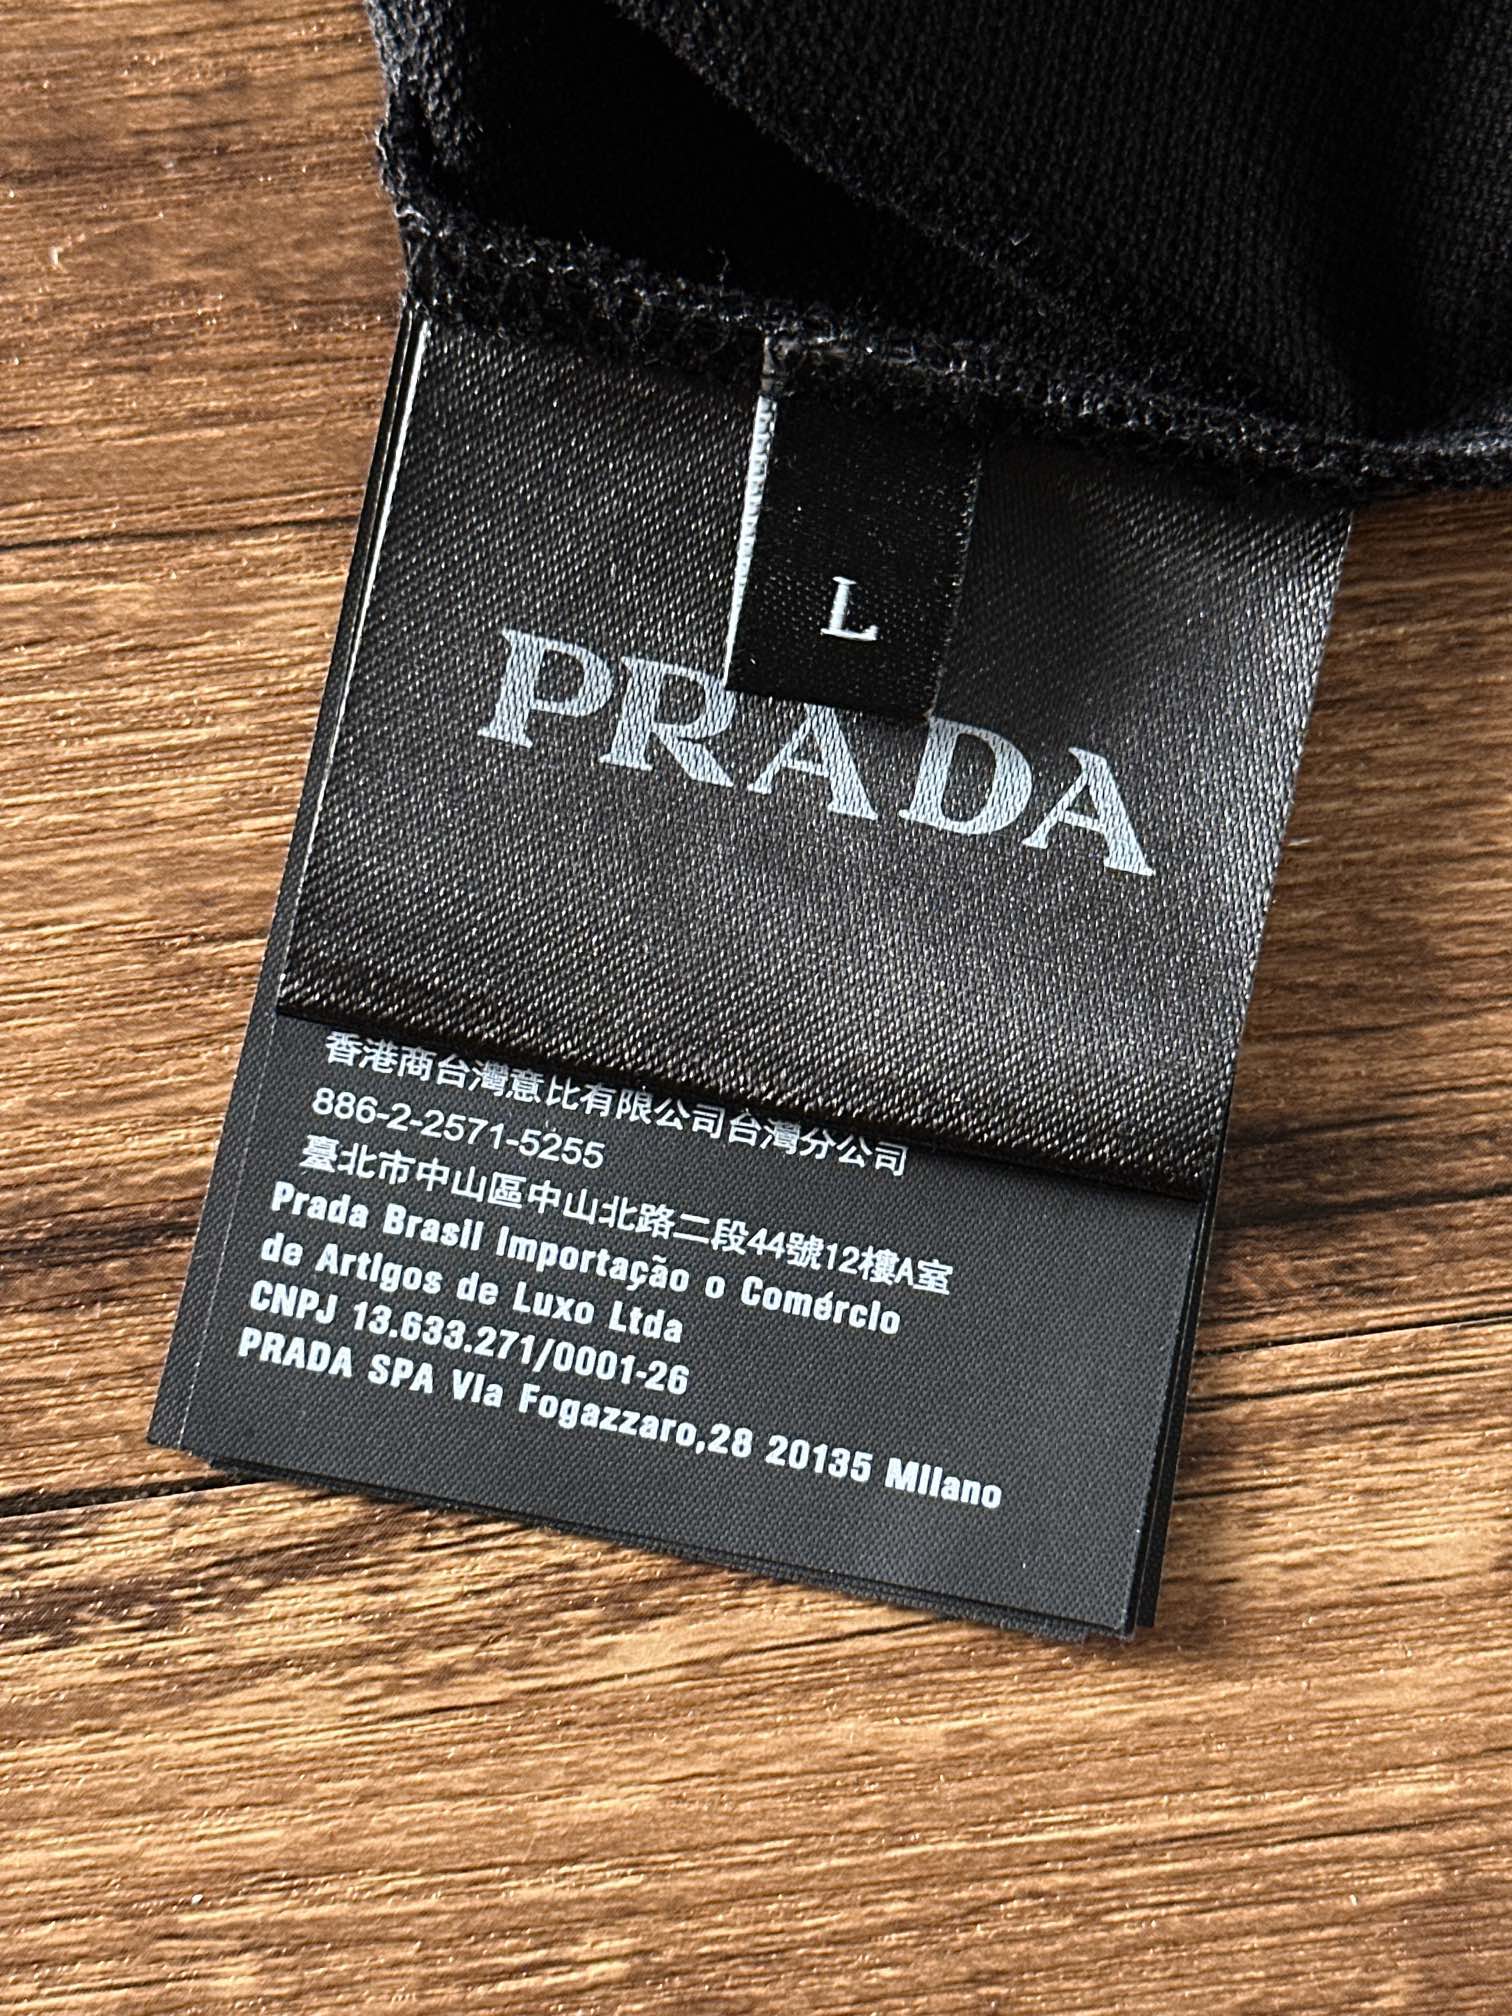 L
PRADA
香港商台灣意比有限公司台灣分公司
886-2-2571-5255
臺北市中山區中山北路二段44號12樓A室
Prada Brasil Importação o Comércio
de Artigos de Luxo Ltda
CNPJ 13.633.271/0001-26
PRADA SPA Via Fogazzaro,28 20135 Milano